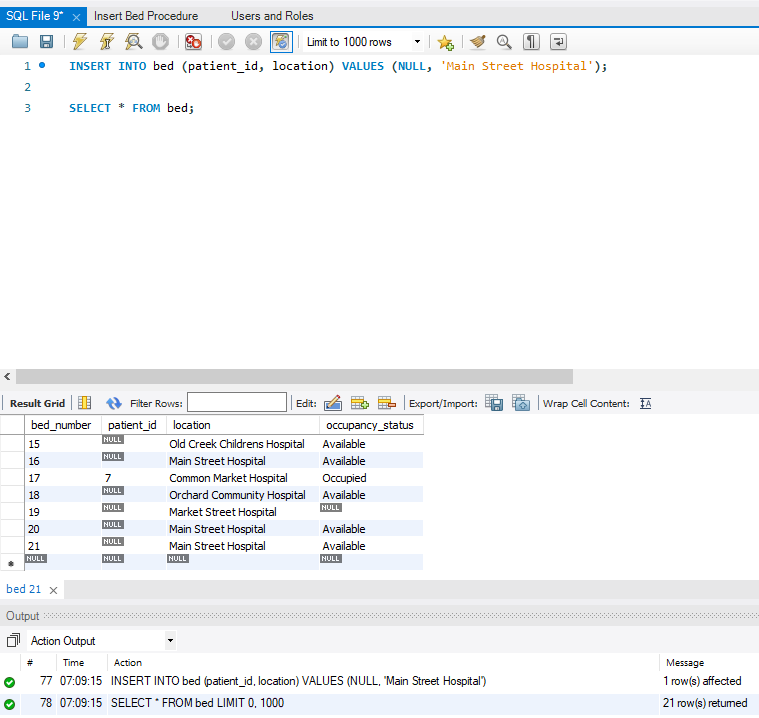 SQL File 9* × Insert Bed Procedure Users and Roles
Limit to 1000 rows
1 INSERT INTO bed (patient_id, location) VALUES (NULL, 'Main Street Hospital');
2
3 SELECT * FROM bed;
Result Grid Filter Rows: Edit: Export/Import: Wrap Cell Content: IA
bed_number patient_id location occupancy_status
15 NULL Old Creek Childrens Hospital Available
16 NULL Main Street Hospital Available
17 7 Common Market Hospital Occupied
18 NULL Orchard Community Hospital Available
19 NULL Market Street Hospital NULL
20 NULL Main Street Hospital Available
21 NULL Main Street Hospital Available
* NULL NULL NULL NULL
bed 21 ×
Output
Action Output
# Time Action Message
77 07:09:15 INSERT INTO bed (patient_id, location) VALUES (NULL, 'Main Street Hospital') 1 row(s) affected
78 07:09:15 SELECT * FROM bed LIMIT 0, 1000 21 row(s) returned